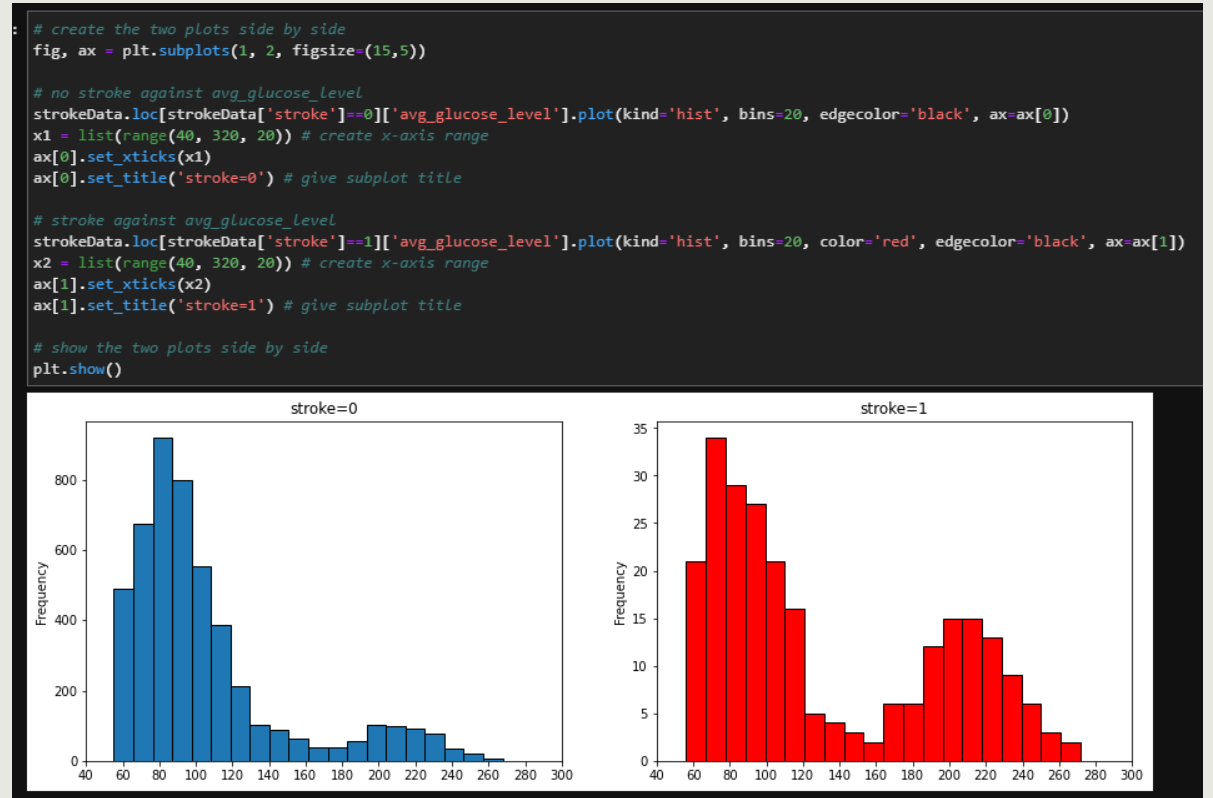 :
# create the two plots side by side
fig, ax = plt.subplots(1, 2, figsize=(15,5))
# no stroke against avg_glucose_level
strokeData.loc[strokeData['stroke']==0]['avg_glucose_level'].plot(kind='hist', bins=20, edgecolor='black', ax=ax[0])
x1 = list(range(40, 320, 20)) # create x-axis range
ax[0].set_xticks(x1)
ax[0].set_title('stroke=0') # give subplot title
# stroke against avg_glucose_level
strokeData.loc[strokeData['stroke']==1]['avg_glucose_level'].plot(kind='hist', bins=20, color='red', edgecolor='black', ax=ax[1])
x2 = list(range(40, 320, 20)) # create x-axis range
ax[1].set_xticks(x2)
ax[1].set_title('stroke=1') # give subplot title
# show the two plots side by side
plt.show()
stroke=0
Frequency
800
600
400
200
0
40 60 80 100 120 140 160 180 200 220 240 260 280 300
stroke=1
Frequency
35
30
25
20
15
10
5
0
40 60 80 100 120 140 160 180 200 220 240 260 280 300